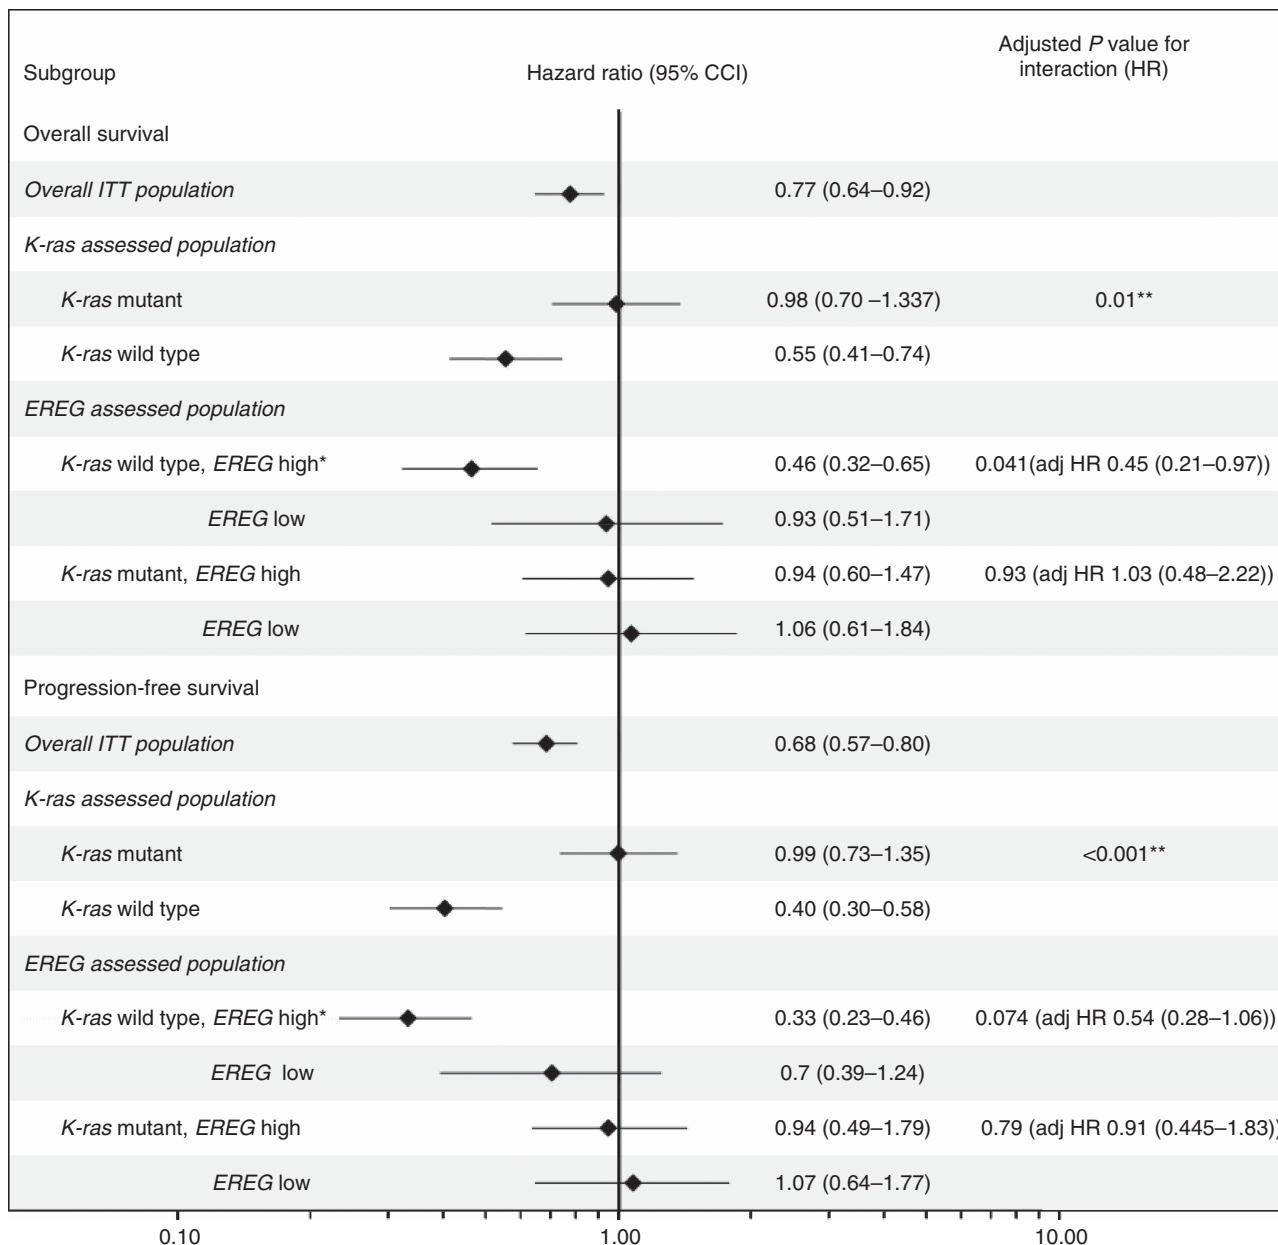 Subgroup Hazard ratio (95% CCI) Adjusted P value for
interaction (HR)
Overall survival
Overall ITT population 0.77 (0.64–0.92)
K-ras assessed population
K-ras mutant 0.98 (0.70 –1.337) 0.01**
K-ras wild type 0.55 (0.41–0.74)
EREG assessed population
K-ras wild type, EREG high* 0.46 (0.32–0.65) 0.041(adj HR 0.45 (0.21–0.97))
EREG low 0.93 (0.51–1.71)
K-ras mutant, EREG high 0.94 (0.60–1.47) 0.93 (adj HR 1.03 (0.48–2.22))
EREG low 1.06 (0.61–1.84)
Progression-free survival
Overall ITT population 0.68 (0.57–0.80)
K-ras assessed population
K-ras mutant 0.99 (0.73–1.35) <0.001**
K-ras wild type 0.40 (0.30–0.58)
EREG assessed population
K-ras wild type, EREG high* 0.33 (0.23–0.46) 0.074 (adj HR 0.54 (0.28–1.06))
EREG low 0.7 (0.39–1.24)
K-ras mutant, EREG high 0.94 (0.49–1.79) 0.79 (adj HR 0.91 (0.445–1.83))
EREG low 1.07 (0.64–1.77)
0.10 1.00 10.00